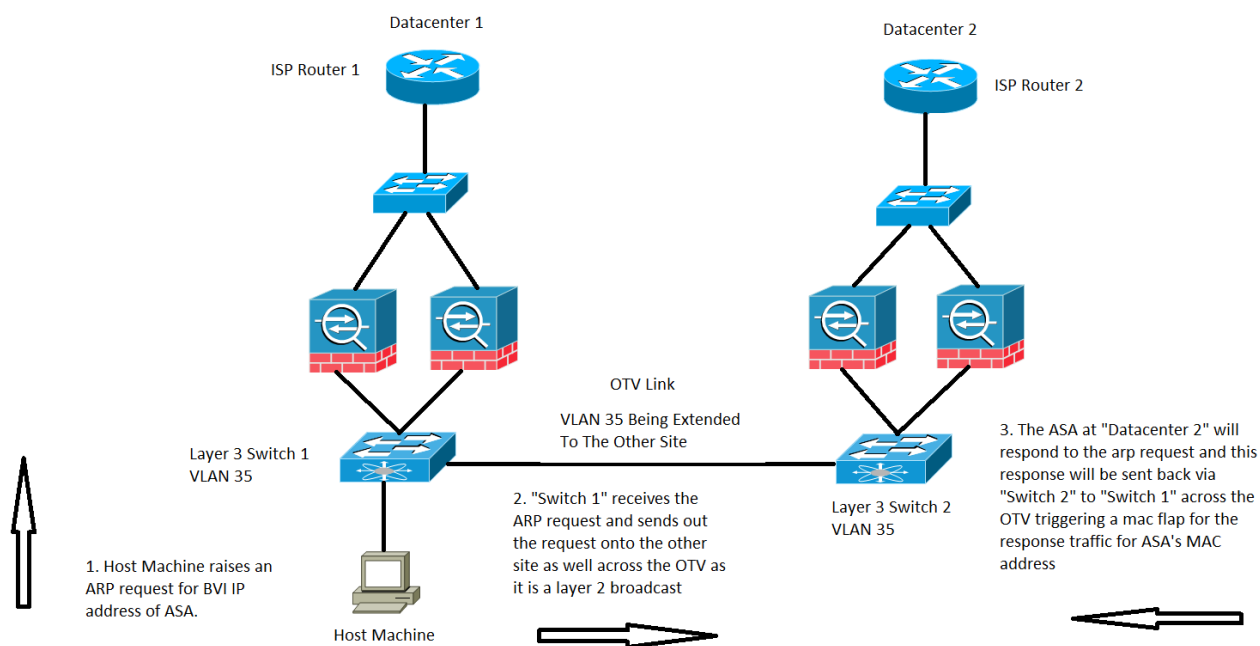 Datacenter 1
Datacenter 2
ISP Router 1
ISP Router 2
OTV Link
VLAN 35 Being Extended
To The Other Site
Layer 3 Switch 1
VLAN 35
Layer 3 Switch 2
VLAN 35
1. Host Machine raises an
ARP request for BVI IP
address of ASA.
2. "Switch 1" receives the
ARP request and sends out
the request onto the other
site as well across the OTV as
it is a layer 2 broadcast
3. The ASA at "Datacenter 2" will
respond to the arp request and this
response will be sent back via
"Switch 2" to "Switch 1" across the
OTV triggering a mac flap for the
response traffic for ASA's MAC
address
Host Machine